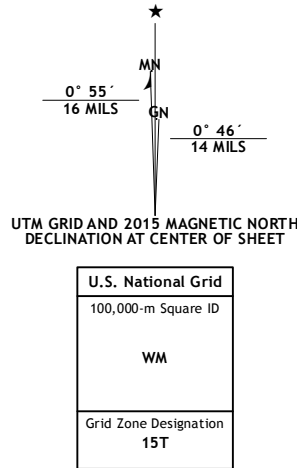 MN
0° 55´
16 MILS
GN
0° 46´
14 MILS
UTM GRID AND 2015 MAGNETIC NORTH
DECLINATION AT CENTER OF SHEET
U.S. National Grid
100,000-m Square ID
WM
Grid Zone Designation
15T